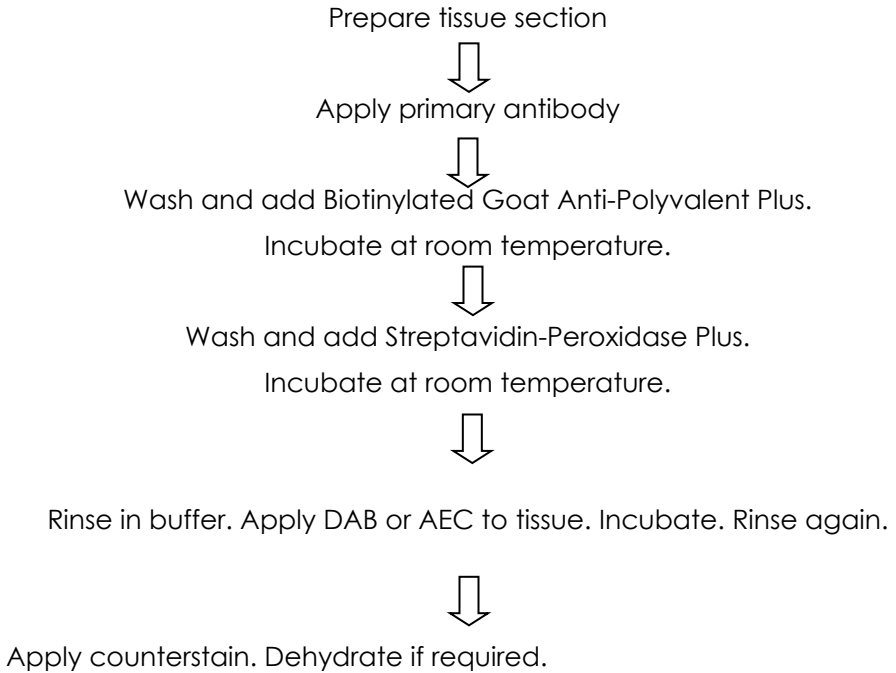 Prepare tissue section
Apply primary antibody
Wash and add Biotinylated Goat Anti-Polyvalent Plus.
Incubate at room temperature.
Wash and add Streptavidin-Peroxidase Plus.
Incubate at room temperature.
Rinse in buffer. Apply DAB or AEC to tissue. Incubate. Rinse again.
Apply counterstain. Dehydrate if required.